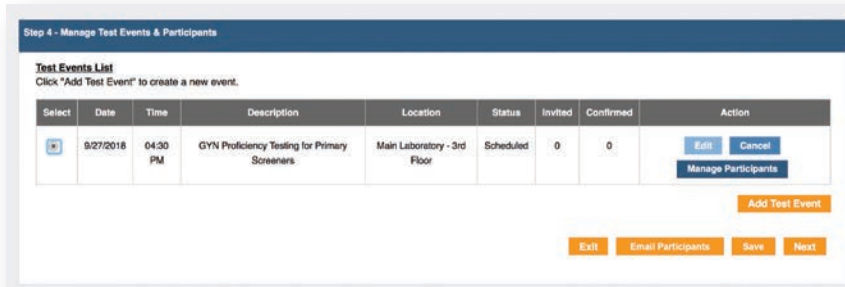 Step 4 - Manage Test Events & Participants
Test Events List
Click "Add Test Event" to create a new event.
Select Date Time Description Location Status Invited Confirmed Action
9/27/2018 04:30 GYN Proficiency Testing for Primary Main Laboratory - 3rd Scheduled 0 0 Edit Cancel
PM Screeners Floor
Manage Participants
Add Test Event
Exit Email Participants Save Next